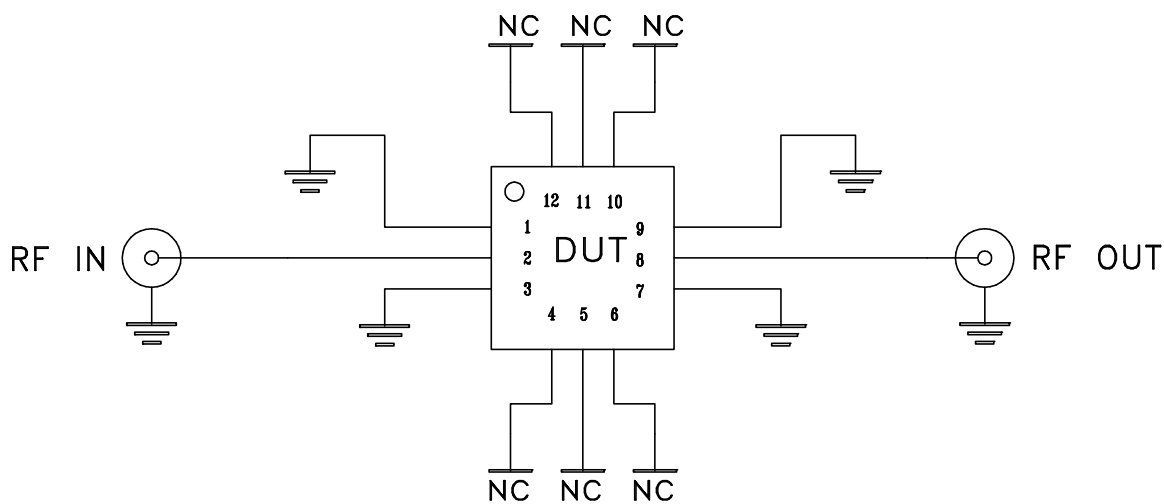 NC NC NC
12 11 10
1 9
DUT
RF IN 2 8 RF OUT
3 7
4 5 6
NC NC NC